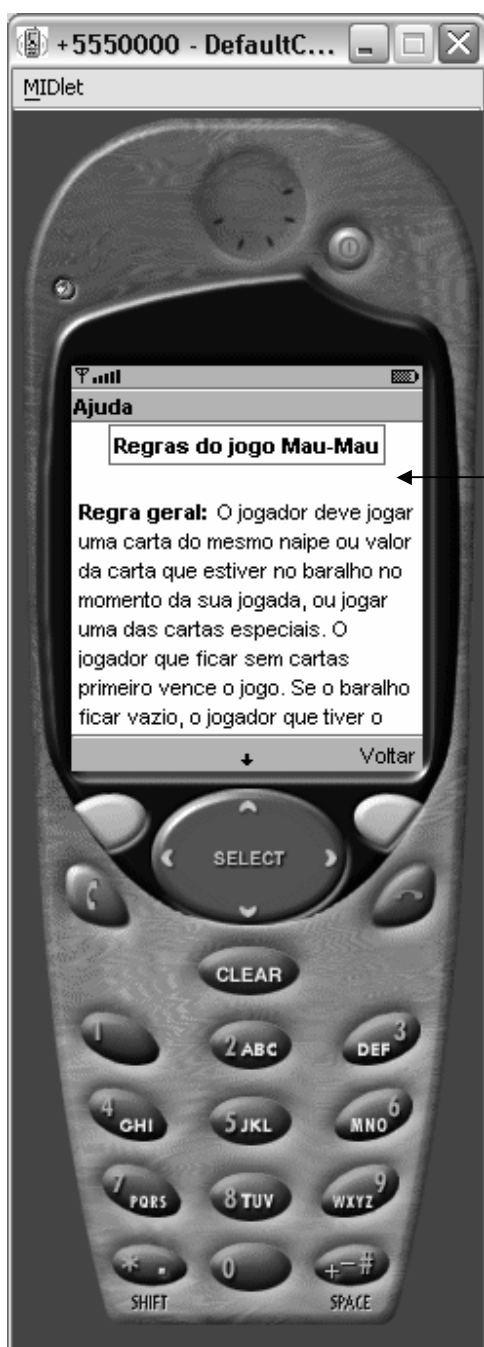 +5550000 - DefaultC...
MIDlet
Ajuda
Regras do jogo Mau-Mau
Regra geral: O jogador deve jogar
uma carta do mesmo naipe ou valor
da carta que estiver no baralho no
momento da sua jogada, ou jogar
uma das cartas especiais. O
jogador que ficar sem cartas
primeiro vence o jogo. Se o baralho
ficar vazio, o jogador que tiver o
Voltar
SELECT
CLEAR
1 2 ABC DEF 3
4 GHI 5 JKL MNO 6
7 PQRS 8 TUV WXYZ 9
* . 0 +-#
SHIFT SPACE